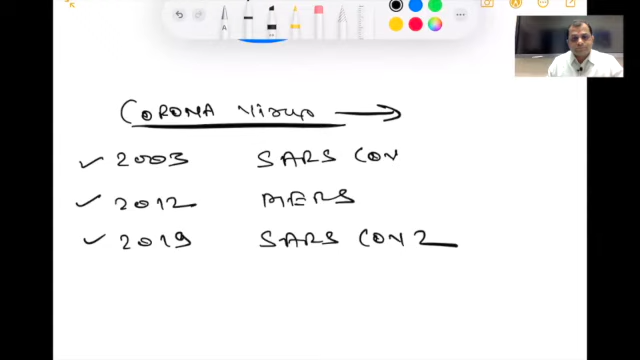 CORONA Virus
2003 SARS COV
2012 MERS
2019 SARS COV 2